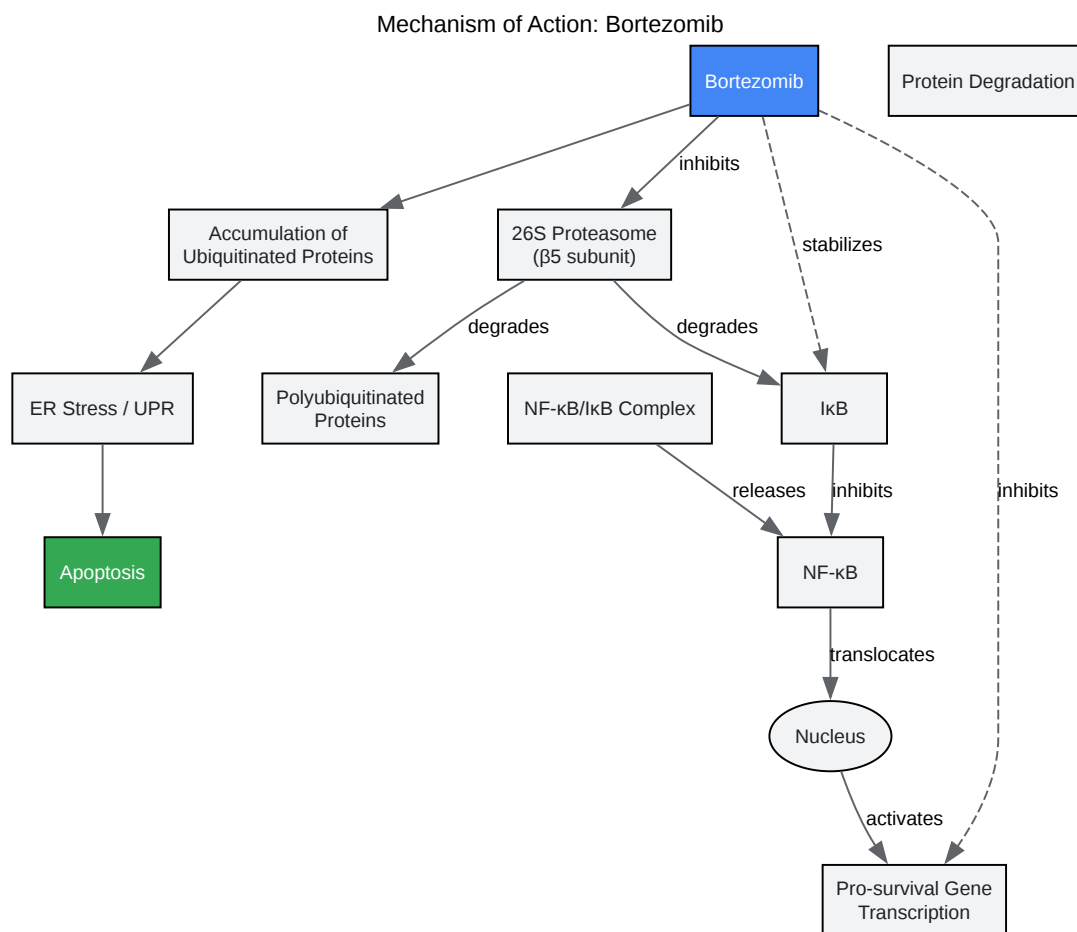 Mechanism of Action: Bortezomib
Bortezomib
Protein Degradation
inhibits
Accumulation of
Ubiquitinated Proteins
26S Proteasome
(β5 subunit)
stabilizes
degrades
degrades
ER Stress / UPR
Polyubiquitinated
Proteins
NF-κB/IκB Complex
IκB
releases
inhibits
inhibits
Apoptosis
NF-κB
translocates
Nucleus
activates
Pro-survival Gene
Transcription